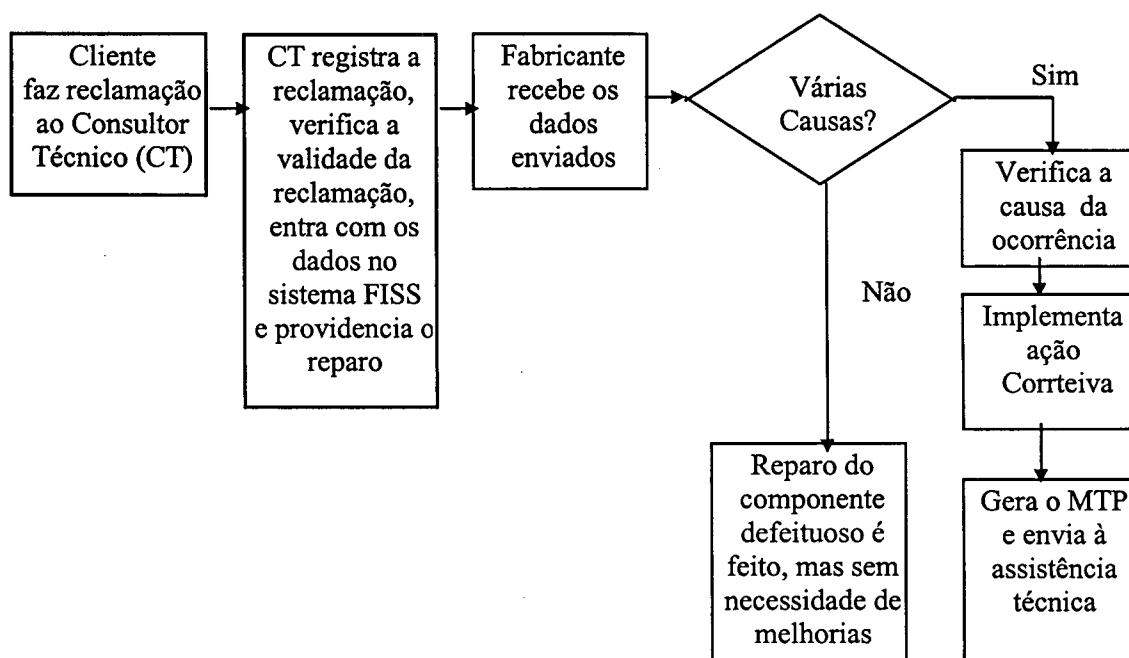 Cliente
faz reclamação
ao Consultor
Técnico (CT)
CT registra a
reclamação,
verifica a
validade da
reclamação,
entra com os
dados no
sistema FISS
e providencia o
reparo
Fabricante
recebe os
dados
enviados
Várias
Causas?
Sim
Verifica a
causa da
ocorrência
Não
Implementa
ação
Corrteiva
Reparo do
componente
defeituoso é
feito, mas sem
necessidade de
melhorias
Gera o MTP
e envia à
assistência
técnica